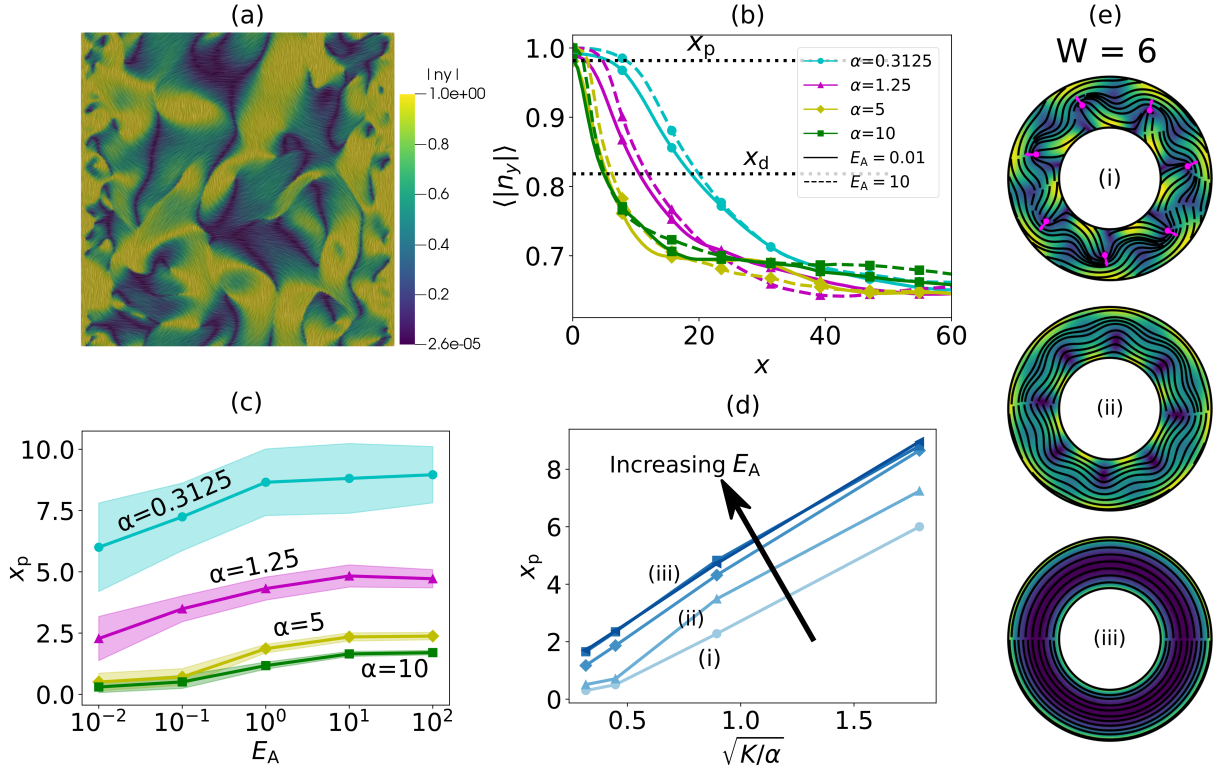 (a)
| ny |
1.0e+00
0.8
0.6
0.4
0.2
2.6e-05
(b)
⟨|n_y|⟩
1.0
0.9
0.8
0.7
x_p
x_d
α=0.3125
α=1.25
α=5
α=10
E_A = 0.01
E_A = 10
0 20 40 60
x
(c)
x_p
10.0
7.5
5.0
2.5
0.0
α=0.3125
α=1.25
α=5
α=10
10^{-2} 10^{-1} 10^0 10^1 10^2
E_A
(d)
x_p
8
6
4
2
0
Increasing E_A
(iii)
(ii)
(i)
0.5 1.0 1.5
√K/α
(e)
W = 6
(i)
(ii)
(iii)